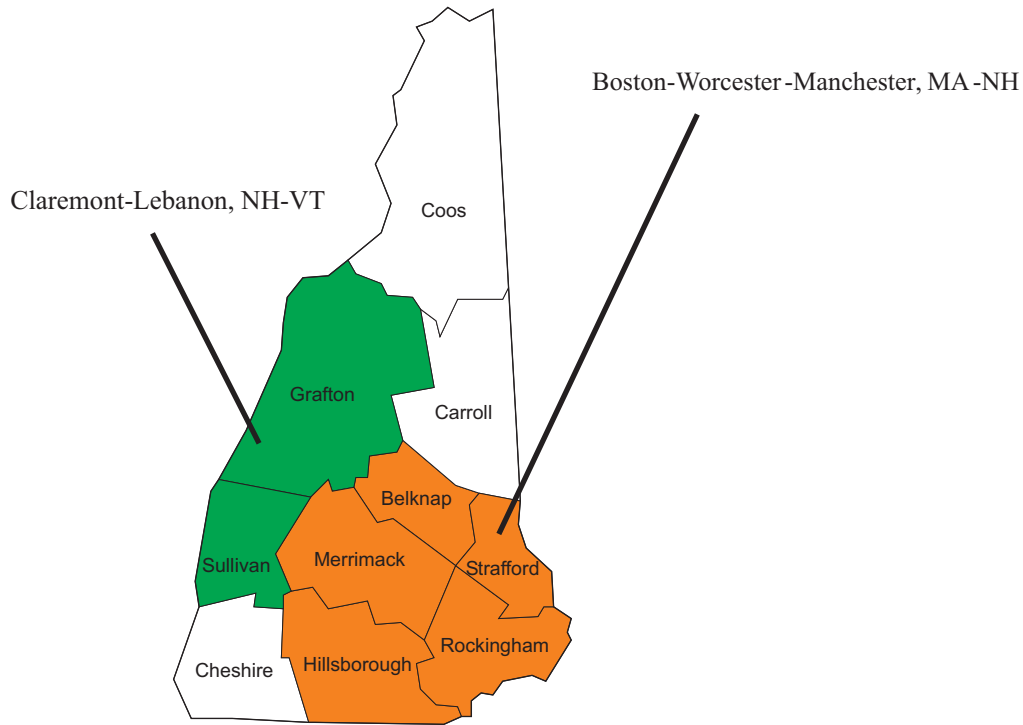 Boston-Worcester-Manchester, MA-NH
Claremont-Lebanon, NH-VT
Coos
Grafton
Carroll
Belknap
Merrimack
Sullivan
Strafford
Rockingham
Hillsborough
Cheshire